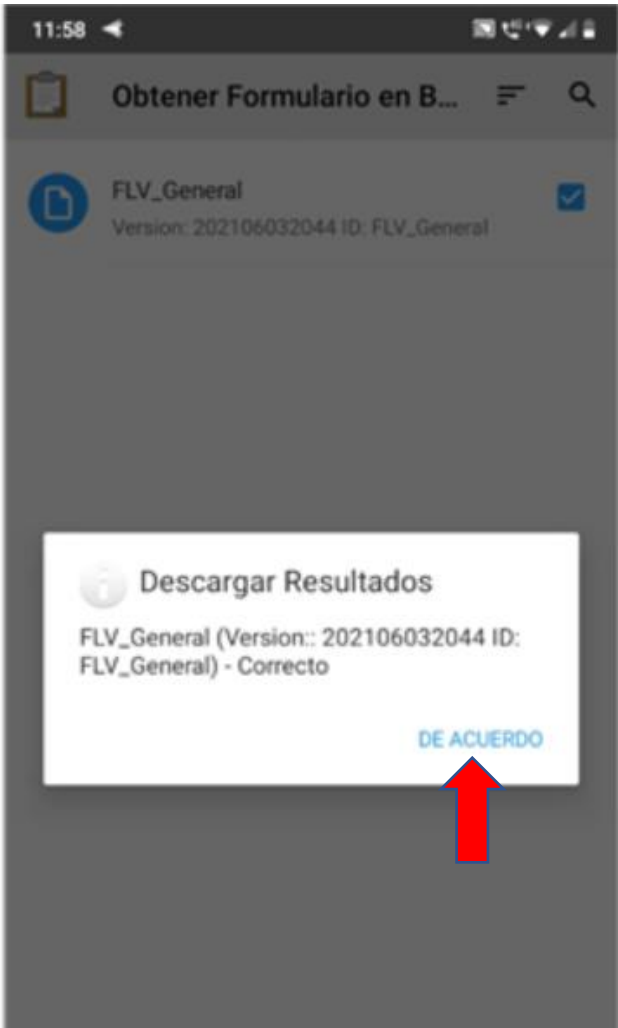 11:58
Obtener Formulario en B...
FLV_General
Version: 202106032044 ID: FLV_General
Descargar Resultados
FLV_General (Version:: 202106032044 ID:
FLV_General) - Correcto
DE ACUERDO